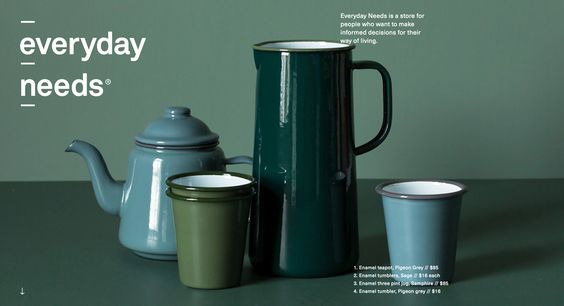 everyday
needs®
Everyday Needs is a store for
people who want to make
informed decisions for their
way of living.
1. Enamel teapot, Pigeon Grey // $85
2. Enamel tumblers, Sage // $16 each
3. Enamel three pint jug, Samphire // $85
4. Enamel tumbler, Pigeon grey // $16